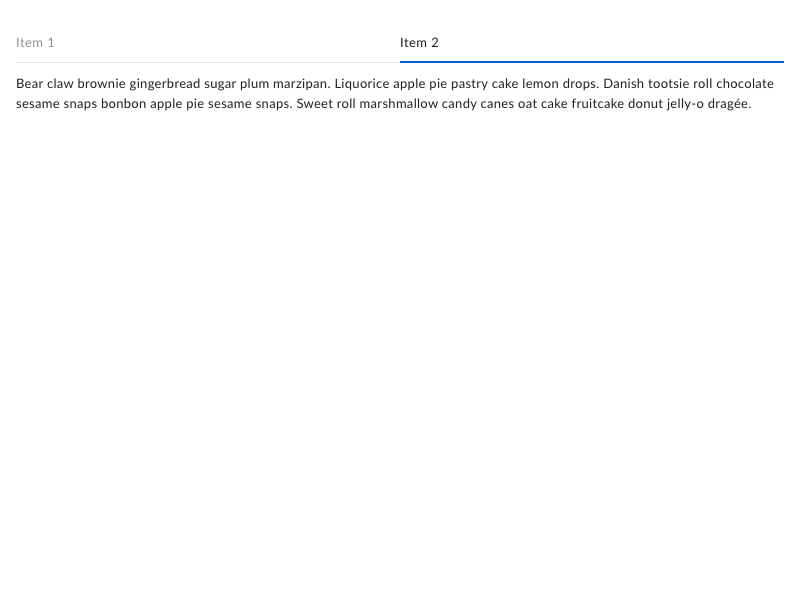 Item 1
Item 2
Bear claw brownie gingerbread sugar plum marzipan. Liquorice apple pie pastry cake lemon drops. Danish tootsie roll chocolate
sesame snaps bonbon apple pie sesame snaps. Sweet roll marshmallow candy canes oat cake fruitcake donut jelly-o dragée.